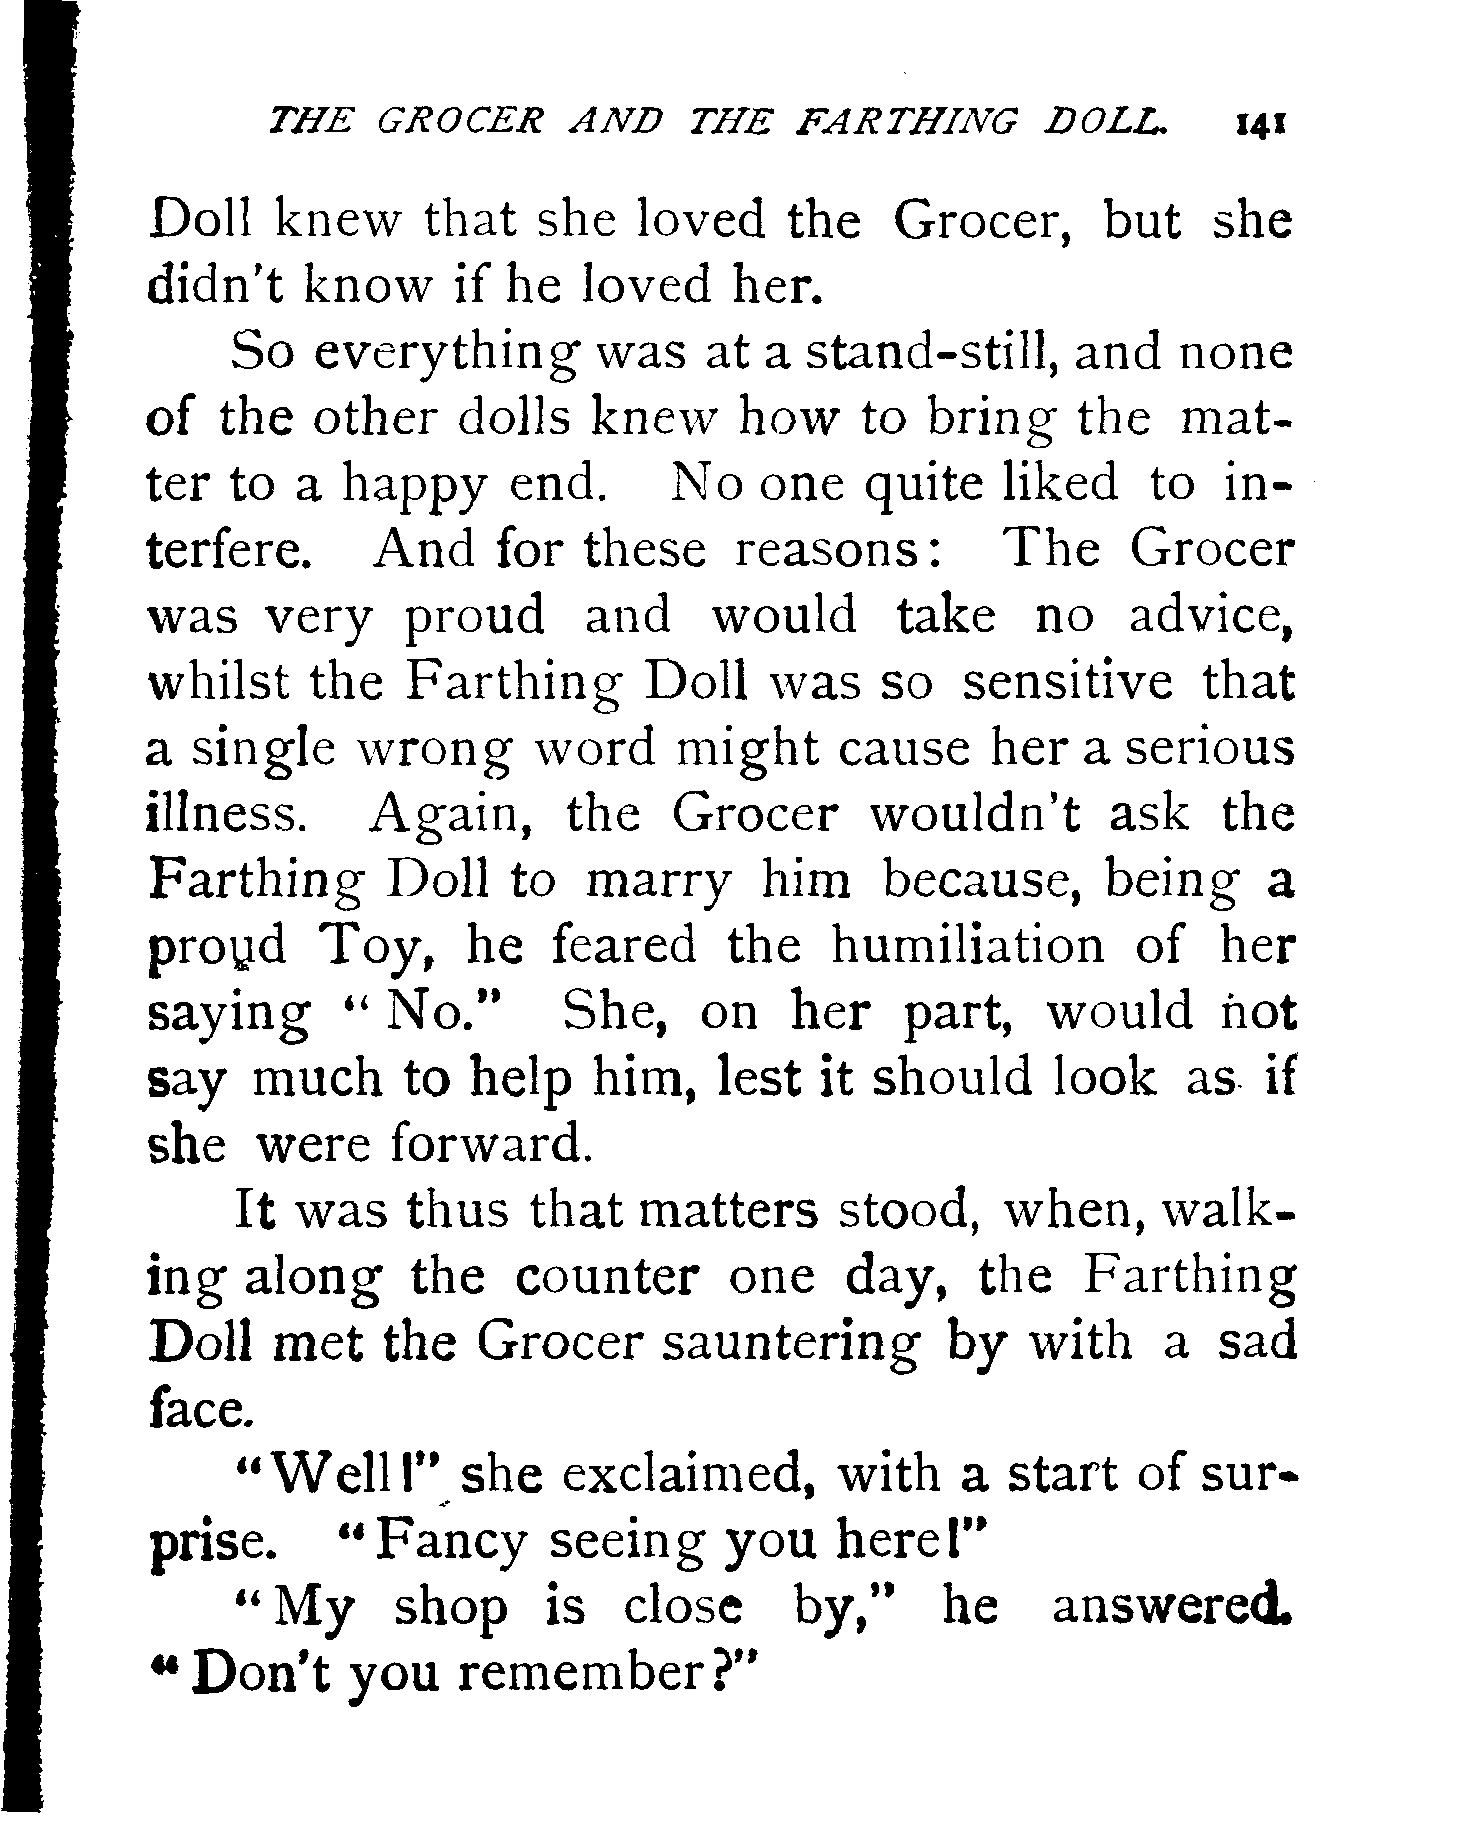 THE GROCER AND THE FARTHING DOLL. 141
Doll knew that she loved the Grocer, but she
didn't know if he loved her.
So everything was at a stand-still, and none
of the other dolls knew how to bring the mat-
ter to a happy end. No one quite liked to in-
terfere. And for these reasons: The Grocer
was very proud and would take no advice,
whilst the Farthing Doll was so sensitive that
a single wrong word might cause her a serious
illness. Again, the Grocer wouldn't ask the
Farthing Doll to marry him because, being a
proud Toy, he feared the humiliation of her
saying "No." She, on her part, would not
say much to help him, lest it should look as if
she were forward.
It was thus that matters stood, when, walk-
ing along the counter one day, the Farthing
Doll met the Grocer sauntering by with a sad
face.
"Well!" she exclaimed, with a start of sur-
prise. "Fancy seeing you here!"
"My shop is close by," he answered.
"Don't you remember?"